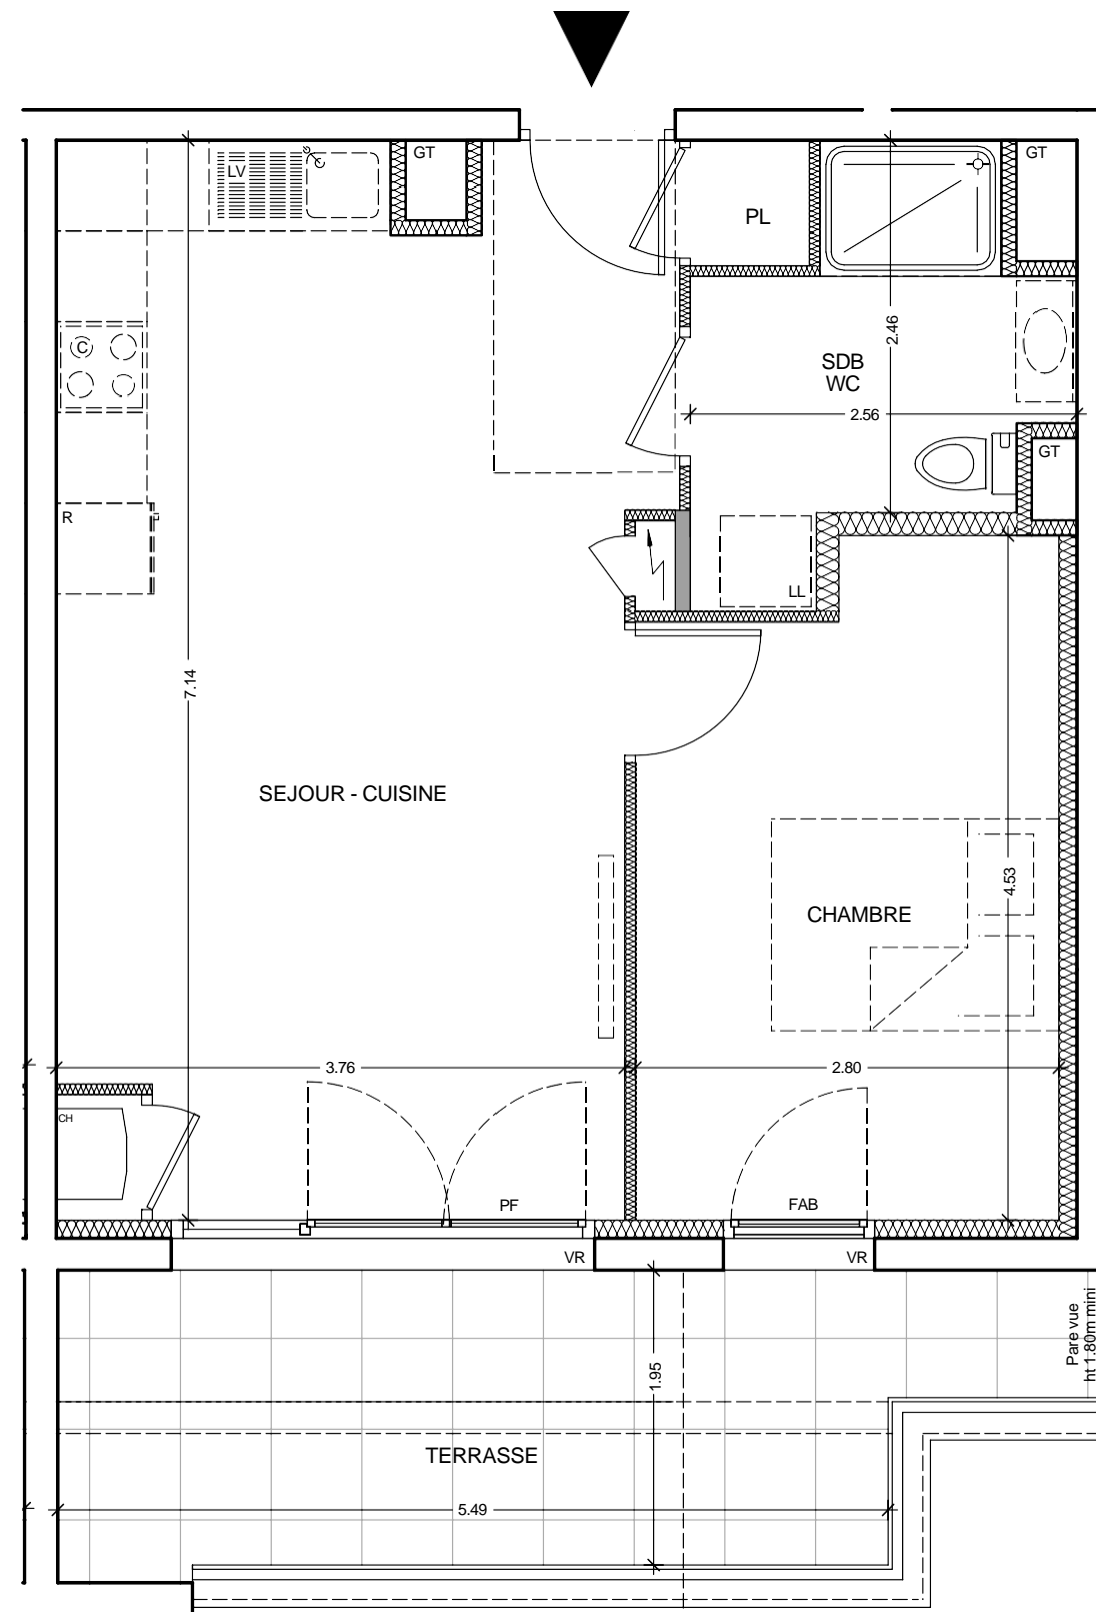 GT
GT
LV
PL
C
2.46
SDB
WC
2.56
GT
R
LL
7.14
SEJOUR - CUISINE
4.53
CHAMBRE
3.76
2.80
CH
PF
FAB
VR
VR
Pare vue
ht 1.80m mini
1.95
TERRASSE
5.49